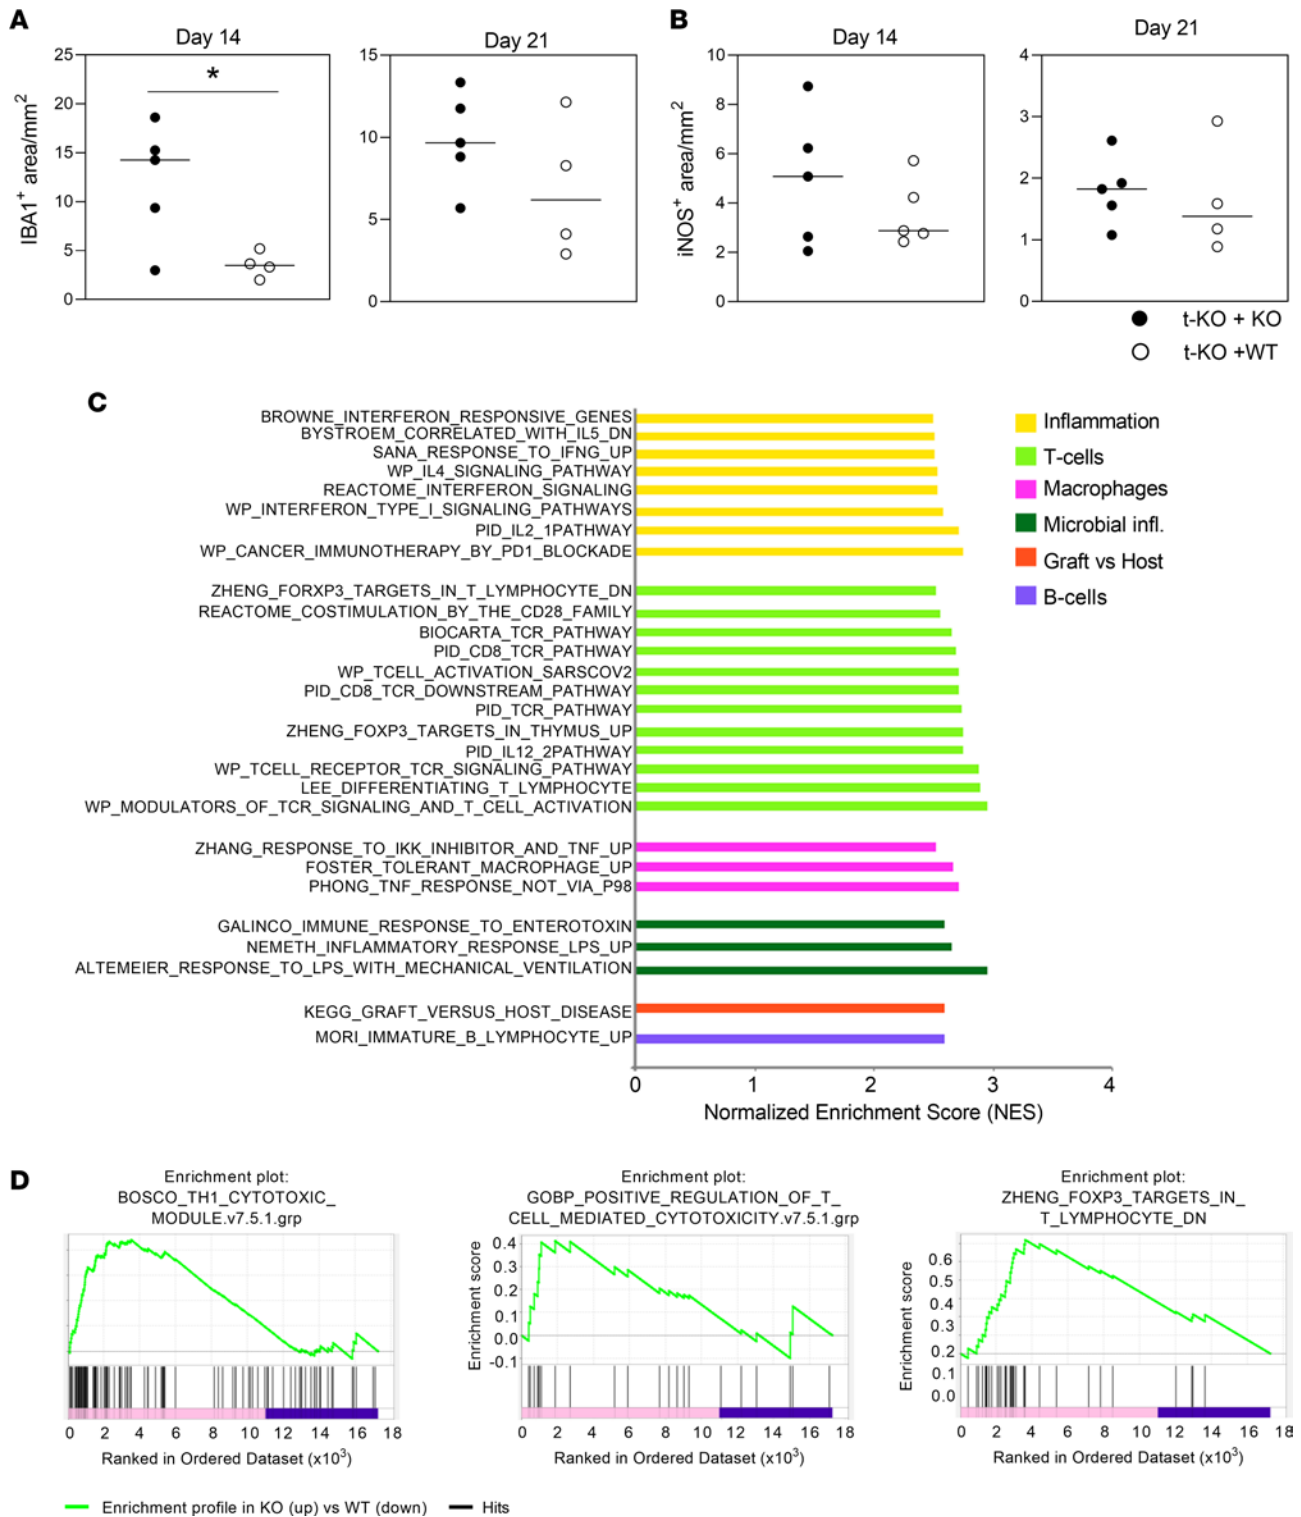 A
Day 14
Day 21
B
Day 14
Day 21
IBA1+ area/mm2
25
20
15
10
5
0
*
15
10
5
0
iNOS+ area/mm2
10
8
6
4
2
0
4
3
2
1
0
t-KO + KO
t-KO +WT
C
BROWNE_INTERFERON_RESPONSIVE_GENES
BYSTROEM_CORRELATED_WITH_IL5_DN
SANA_RESPONSE_TO_IFNG_UP
WP_IL4_SIGNALING_PATHWAY
REACTOME_INTERFERON_SIGNALING
WP_INTERFERON_TYPE_I_SIGNALING_PATHWAYS
PID_IL2_1PATHWAY
WP_CANCER_IMMUNOTHERAPY_BY_PD1_BLOCKADE
ZHENG_FORXP3_TARGETS_IN_T_LYMPHOCYTE_DN
REACTOME_COSTIMULATION_BY_THE_CD28_FAMILY
BIOCARTA_TCR_PATHWAY
PID_CD8_TCR_PATHWAY
WP_TCELL_ACTIVATION_SARSCOV2
PID_CD8_TCR_DOWNSTREAM_PATHWAY
PID_TCR_PATHWAY
ZHENG_FOXP3_TARGETS_IN_THYMUS_UP
PID_IL12_2PATHWAY
WP_TCELL_RECEPTOR_TCR_SIGNALING_PATHWAY
LEE_DIFFERENTIATING_T_LYMPHOCYTE
WP_MODULATORS_OF_TCR_SIGNALING_AND_T_CELL_ACTIVATION
ZHANG_RESPONSE_TO_IKK_INHIBITOR_AND_TNF_UP
FOSTER_TOLERANT_MACROPHAGE_UP
PHONG_TNF_RESPONSE_NOT_VIA_P98
GALINCO_IMMUNE_RESPONSE_TO_ENTEROTOXIN
NEMETH_INFLAMMATORY_RESPONSE_LPS_UP
ALTEMEIER_RESPONSE_TO_LPS_WITH_MECHANICAL_VENTILATION
KEGG_GRAFT_VERSUS_HOST_DISEASE
MORI_IMMATURE_B_LYMPHOCYTE_UP
0 1 2 3 4
Normalized Enrichment Score (NES)
Inflammation
T-cells
Macrophages
Microbial infl.
Graft vs Host
B-cells
D
Enrichment plot:
BOSCO_TH1_CYTOTOXIC_
MODULE.v7.5.1.grp
0 2 4 6 8 10 12 14 16 18
Ranked in Ordered Dataset (x103)
Enrichment plot:
GOBP_POSITIVE_REGULATION_OF_T_
CELL_MEDIATED_CYTOTOXICITY.v7.5.1.grp
Enrichment score
0.4
0.3
0.2
0.1
0.0
-0.1
0 2 4 6 8 10 12 14 16 18
Ranked in Ordered Dataset (x103)
Enrichment plot:
ZHENG_FOXP3_TARGETS_IN_
T_LYMPHOCYTE_DN
Enrichment score
0.6
0.5
0.4
0.3
0.2
0.1
0.0
0 2 4 6 8 10 12 14 16 18
Ranked in Ordered Dataset (x103)
Enrichment profile in KO (up) vs WT (down)
Hits